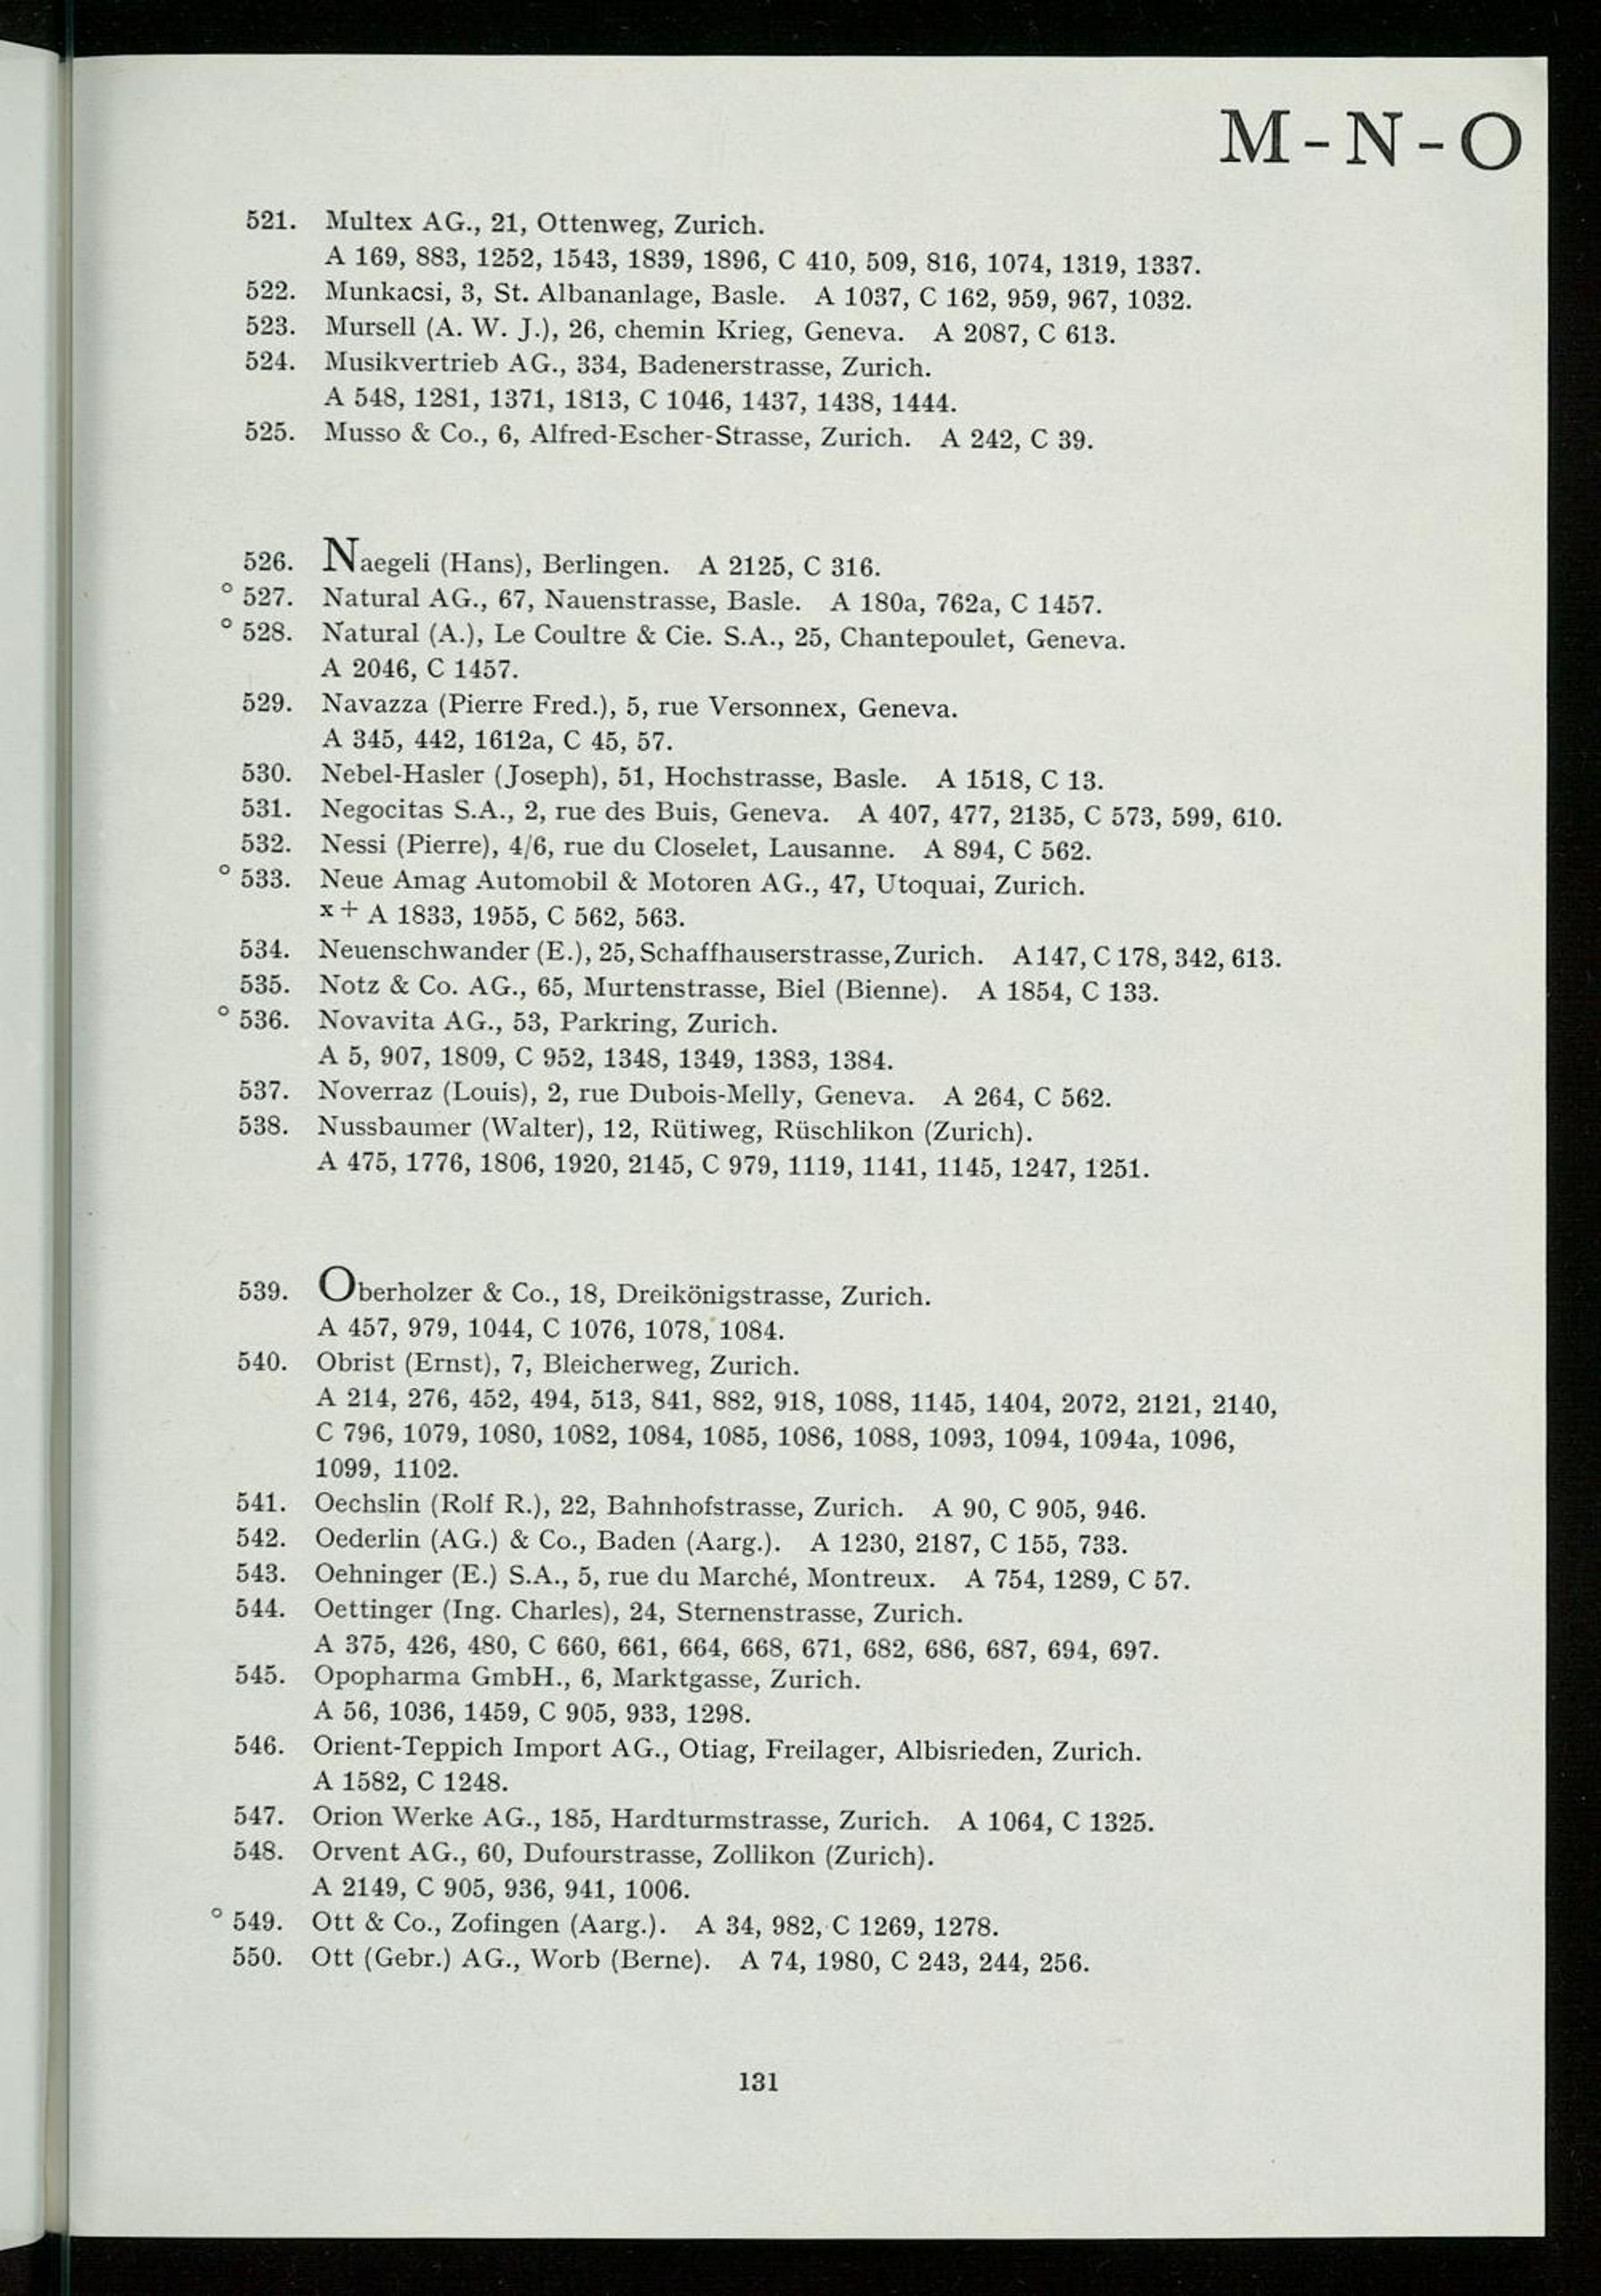 M - N - O
521. Multex AG., 21, Ottenweg, Zurich.
A 169, 883, 1252, 1543, 1839, 1896, C 410, 509, 816, 1074, 1319, 1337.
522. Munkacsi, 3, St. Albananlage, Basle. A 1037, C 162, 959, 967, 1032.
523. Mursell (A. W. J.), 26, chemin Krieg, Geneva. A 2087, C 613.
524. Musikvertrieb AG., 334, Badenerstrasse, Zurich.
A 548, 1281, 1371, 1813, C 1046, 1437, 1438, 1444.
525. Musso & Co., 6, Alfred-Escher-Strasse, Zurich. A 242, C 39.
526. Naegeli (Hans), Berlingen. A 2125, C 316.
° 527. Natural AG., 67, Nauenstrasse, Basle. A 180a, 762a, C 1457.
° 528. Natural (A.), Le Coultre & Cie. S.A., 25, Chantepoulet, Geneva.
A 2046, C 1457.
529. Navazza (Pierre Fred.), 5, rue Versonnex, Geneva.
A 345, 442, 1612a, C 45, 57.
530. Nebel-Hasler (Joseph), 51, Hochstrasse, Basle. A 1518, C 13.
531. Negocitas S.A., 2, rue des Buis, Geneva. A 407, 477, 2135, C 573, 599, 610.
532. Nessi (Pierre), 4/6, rue du Closelet, Lausanne. A 894, C 562.
° 533. Neue Amag Automobil & Motoren AG., 47, Utoquai, Zurich.
x + A 1833, 1955, C 562, 563.
534. Neuenschwander (E.), 25, Schaffhauserstrasse, Zurich. A 147, C 178, 342, 613.
535. Notz & Co. AG., 65, Murtenstrasse, Biel (Bienne). A 1854, C 133.
° 536. Novavita AG., 53, Parkring, Zurich.
A 5, 907, 1809, C 952, 1348, 1349, 1383, 1384.
537. Noverraz (Louis), 2, rue Dubois-Melly, Geneva. A 264, C 562.
538. Nussbaumer (Walter), 12, Rütiweg, Rüschlikon (Zurich).
A 475, 1776, 1806, 1920, 2145, C 979, 1119, 1141, 1145, 1247, 1251.
539. Oberholzer & Co., 18, Dreikönigstrasse, Zurich.
A 457, 979, 1044, C 1076, 1078, 1084.
540. Obrist (Ernst), 7, Bleicherweg, Zurich.
A 214, 276, 452, 494, 513, 841, 882, 918, 1088, 1145, 1404, 2072, 2121, 2140,
C 796, 1079, 1080, 1082, 1084, 1085, 1086, 1088, 1093, 1094, 1094a, 1096,
1099, 1102.
541. Oechslin (Rolf R.), 22, Bahnhofstrasse, Zurich. A 90, C 905, 946.
542. Oederlin (AG.) & Co., Baden (Aarg.). A 1230, 2187, C 155, 733.
543. Oehninger (E.) S.A., 5, rue du Marché, Montreux. A 754, 1289, C 57.
544. Oettinger (Ing. Charles), 24, Sternenstrasse, Zurich.
A 375, 426, 480, C 660, 661, 664, 668, 671, 682, 686, 687, 694, 697.
545. Opopharma GmbH., 6, Marktgasse, Zurich.
A 56, 1036, 1459, C 905, 933, 1298.
546. Orient-Teppich Import AG., Otiag, Freilager, Albisrieden, Zurich.
A 1582, C 1248.
547. Orion Werke AG., 185, Hardturmstrasse, Zurich. A 1064, C 1325.
548. Orvent AG., 60, Dufourstrasse, Zollikon (Zurich).
A 2149, C 905, 936, 941, 1006.
° 549. Ott & Co., Zofingen (Aarg.). A 34, 982, C 1269, 1278.
550. Ott (Gebr.) AG., Worb (Berne). A 74, 1980, C 243, 244, 256.
131